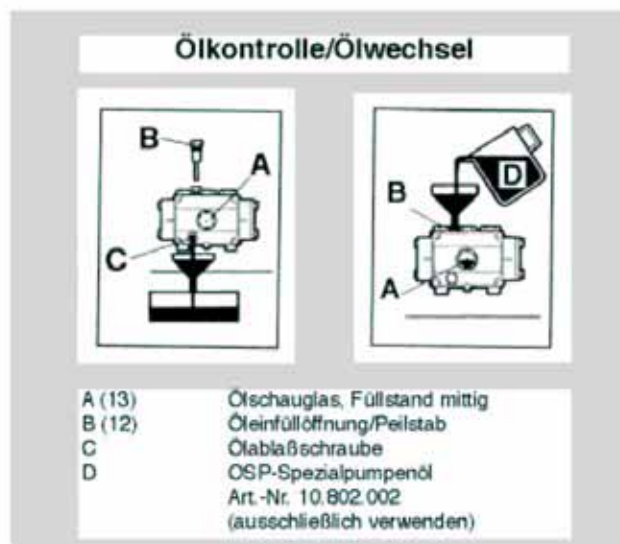 Ölkontrolle/Ölwechsel
B
A
C
D
B
A
A (13) Ölschauglas, Füllstand mittig
B (12) Öleinfüllöffnung/Peilstab
C Ölablaßschraube
D OSP-Spezialpumpenöl
Art.-Nr. 10.802.002
(ausschließlich verwenden)